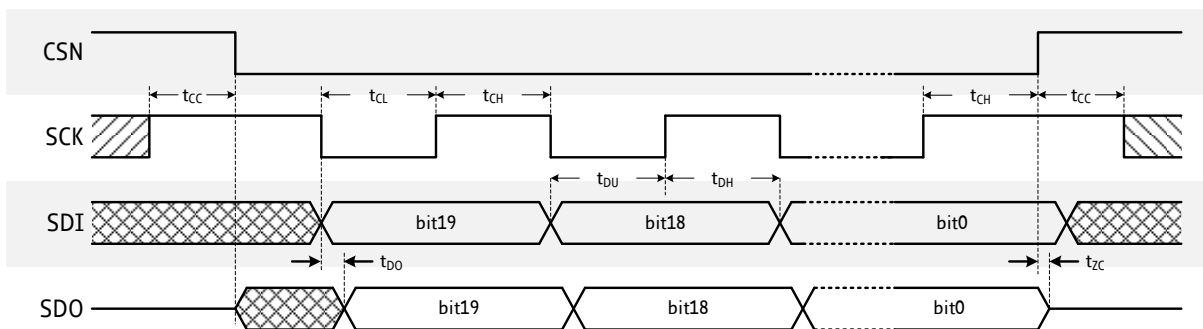 CSN
tCC tCL tCH tCH tCC
SCK
tDU tDH
SDI bit19 bit18 bit0
tDO tZC
SDO bit19 bit18 bit0